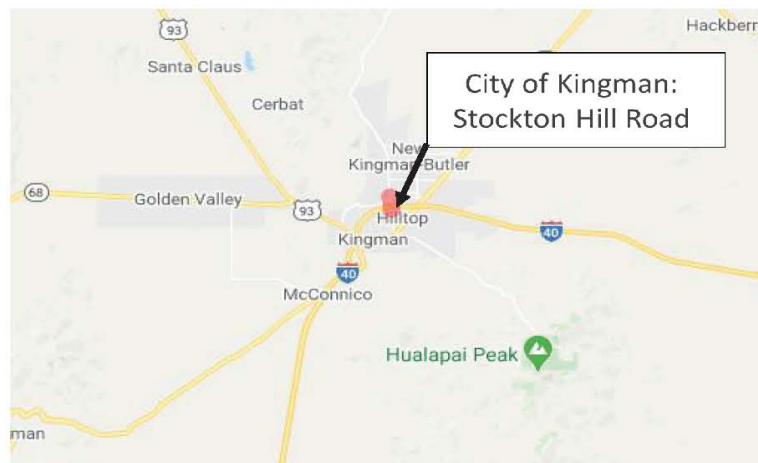 93
Hackberr
Santa Claus
City of Kingman:
Stockton Hill Road
Cerbat
New
Kingman-Butler
68
Golden Valley
93
Hilltop
Kingman
40
40
McConnico
Hualapai Peak
man